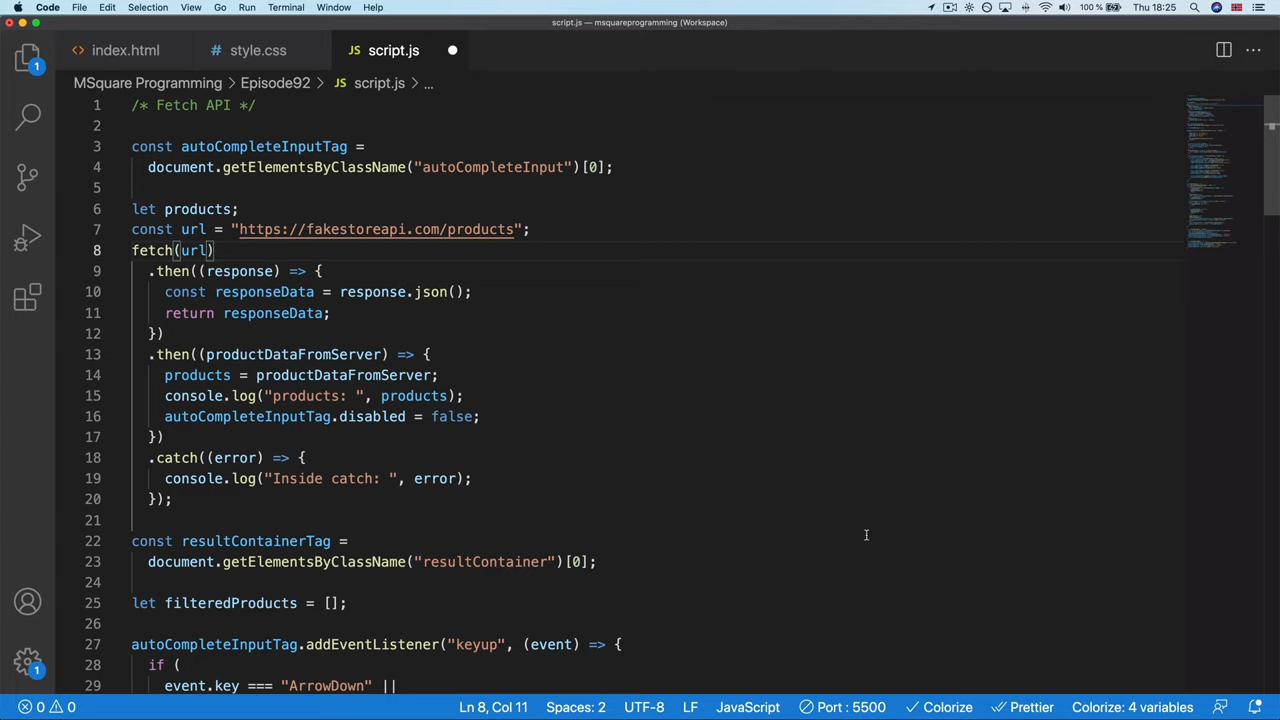 Code File Edit Selection View Go Run Terminal Window Help 100 % Thu 18:25
script.js — msquareprogramming (Workspace)
1 <> index.html # style.css JS script.js
MSquare Programming > Episode92 > JS script.js > ...
1 /* Fetch API */
2
3 const autoCompleteInputTag =
4 document.getElementsByClassName("autoCompleteInput")[0];
5
6 let products;
7 const url = "https://fakestoreapi.com/products";
8 fetch(url)
9 .then((response) => {
10 const responseData = response.json();
11 return responseData;
12 })
13 .then((productDataFromServer) => {
14 products = productDataFromServer;
15 console.log("products: ", products);
16 autoCompleteInputTag.disabled = false;
17 })
18 .catch((error) => {
19 console.log("Inside catch: ", error);
20 });
21
22 const resultContainerTag =
23 document.getElementsByClassName("resultContainer")[0];
24
25 let filteredProducts = [];
26
27 autoCompleteInputTag.addEventListener("keyup", (event) => {
28 if (
29 event.key === "ArrowDown" ||
1 0 0 Ln 8, Col 11 Spaces: 2 UTF-8 LF JavaScript Port : 5500 Colorize Prettier Colorize: 4 variables